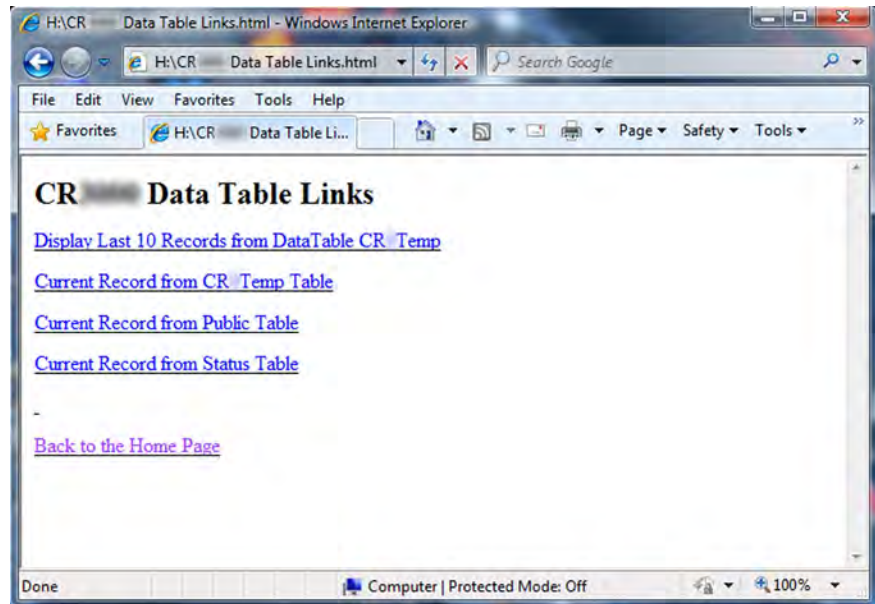 H:\CR Data Table Links.html - Windows Internet Explorer
H:\CR Data Table Links.html Search Google
File Edit View Favorites Tools Help
Favorites H:\CR Data Table Li... Page Safety Tools »
CR Data Table Links
Display Last 10 Records from DataTable CR Temp
Current Record from CR Temp Table
Current Record from Public Table
Current Record from Status Table
-
Back to the Home Page
Done Computer | Protected Mode: Off 100%